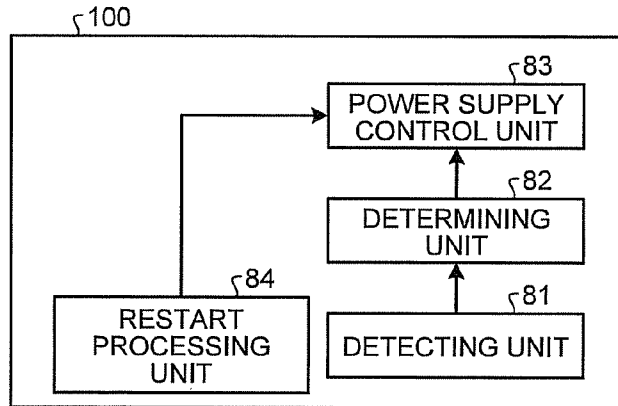 100
83
POWER SUPPLY
CONTROL UNIT
82
DETERMINING
UNIT
84
RESTART
PROCESSING
UNIT
81
DETECTING UNIT